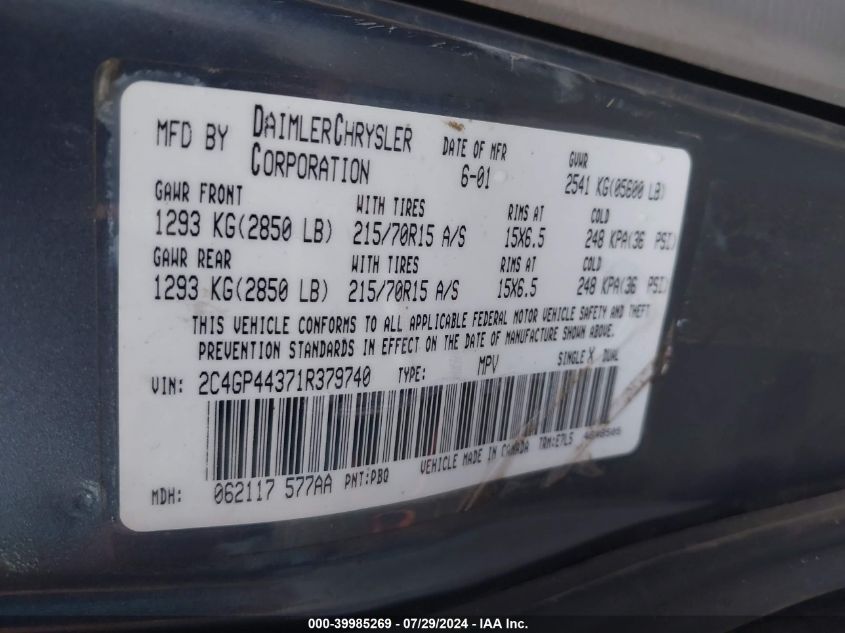 MFD BY DAIMLERCHRYSLER CORPORATION DATE OF MFR 6-01 GVWR 2541 KG(05600 LB)
GAWR FRONT WITH TIRES RIMS AT COLD
1293 KG(2850 LB) 215/70R15 A/S 15X6.5 248 KPA(36 PSI)
GAWR REAR WITH TIRES RIMS AT COLD
1293 KG(2850 LB) 215/70R15 A/S 15X6.5 248 KPA(36 PSI)
THIS VEHICLE CONFORMS TO ALL APPLICABLE FEDERAL MOTOR VEHICLE SAFETY AND THEFT
PREVENTION STANDARDS IN EFFECT ON THE DATE OF MANUFACTURE SHOWN ABOVE.
VIN: 2C4GP44371R379740 TYPE: MPV SINGLE X DUAL
VEHICLE MADE IN CANADA TRM:E7L5
MDH: 062117 577AA PNT:PBQ
000-39985269 - 07/29/2024 - IAA Inc.